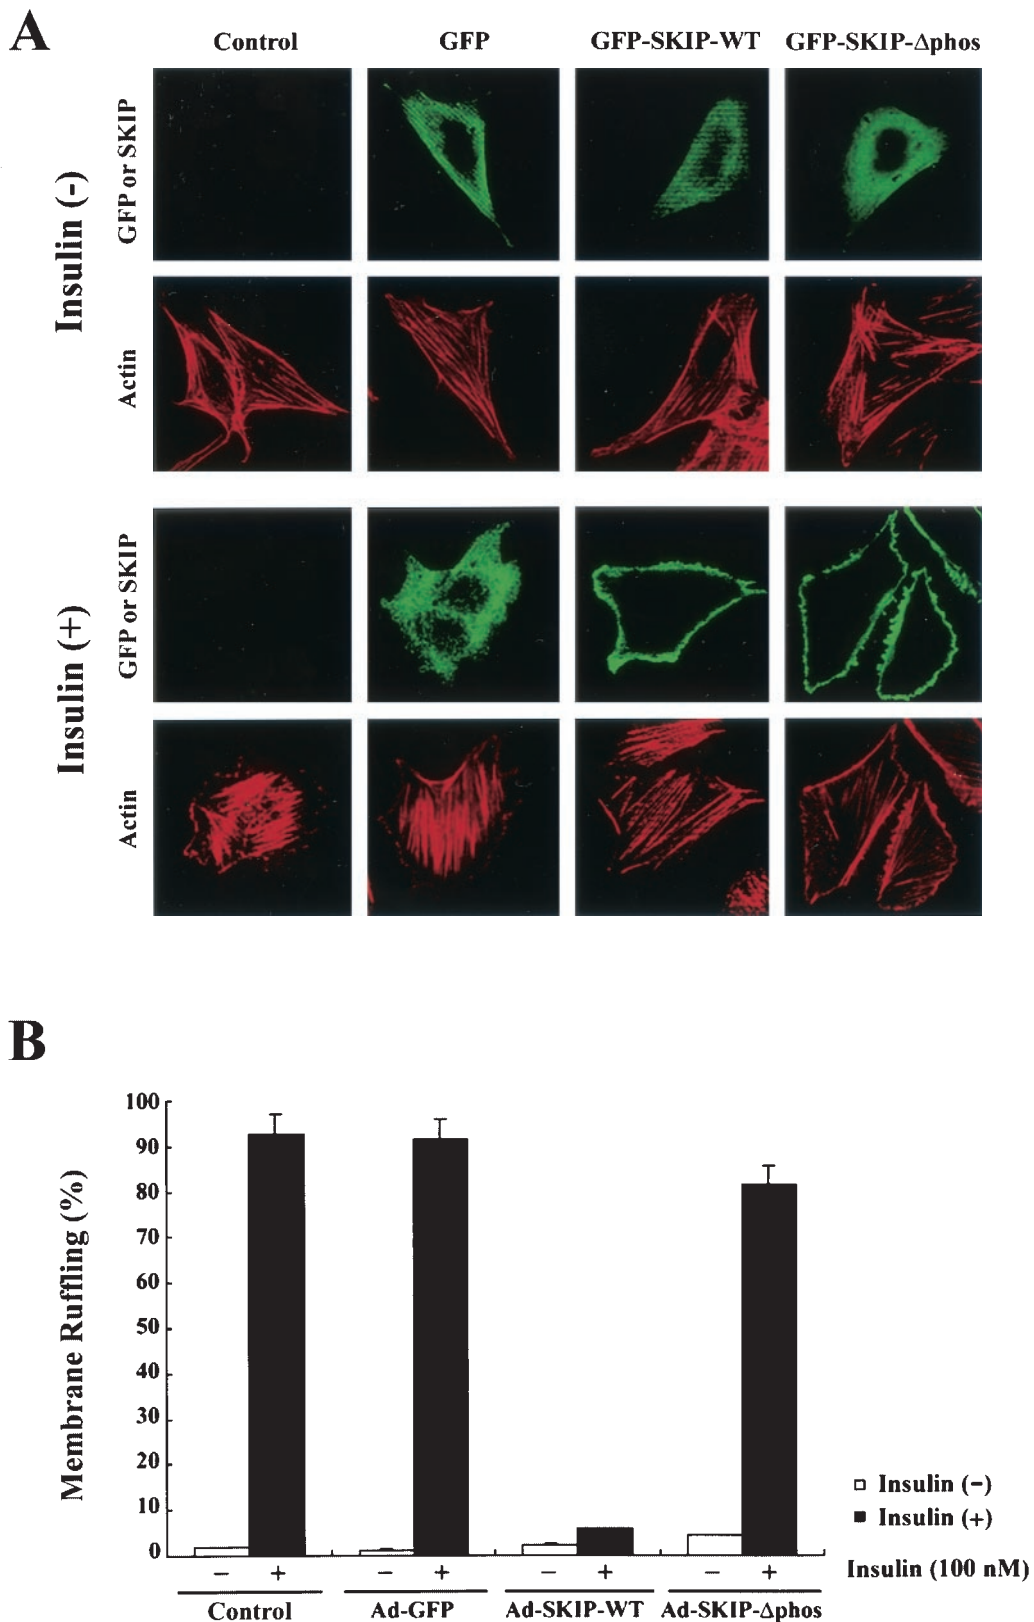 A
Control GFP GFP-SKIP-WT GFP-SKIP-Δphos
Insulin (-)
GFP or SKIP
Actin
Insulin (+)
GFP or SKIP
Actin
B
Membrane Ruffling (%)
100
90
80
70
60
50
40
30
20
10
0
Insulin (−)
Insulin (+)
− + − + − + − + Insulin (100 nM)
Control Ad-GFP Ad-SKIP-WT Ad-SKIP-Δphos